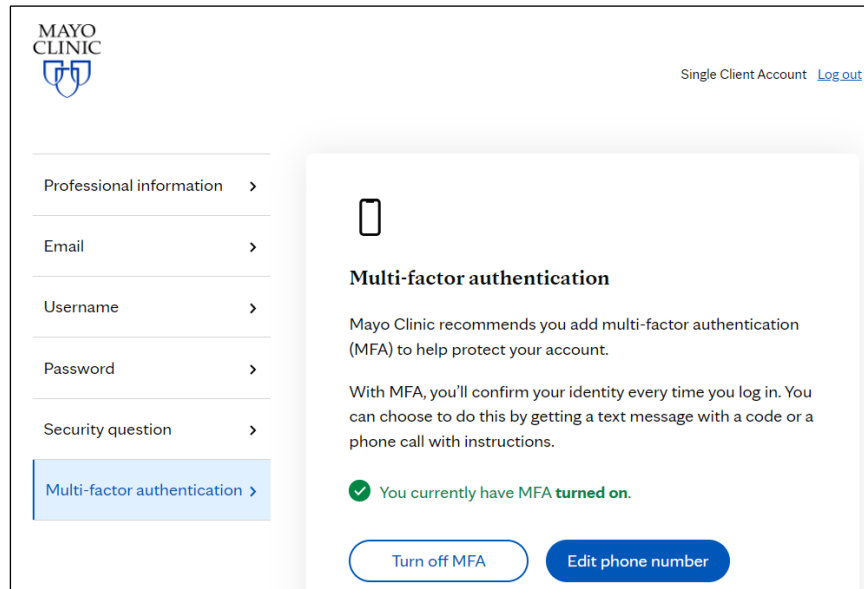 MAYO
CLINIC
Single Client Account Log out
Professional information
Email
Username
Password
Security question
Multi-factor authentication
Multi-factor authentication
Mayo Clinic recommends you add multi-factor authentication
(MFA) to help protect your account.
With MFA, you'll confirm your identity every time you log in. You
can choose to do this by getting a text message with a code or a
phone call with instructions.
You currently have MFA turned on.
Turn off MFA
Edit phone number